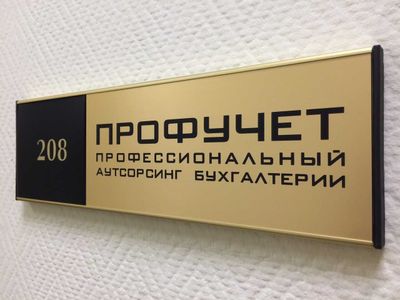 208
ПРОФУЧЕТ
ПРОФЕССИОНАЛЬНЫЙ
АУТСОРСИНГ БУХГАЛТЕРИИ